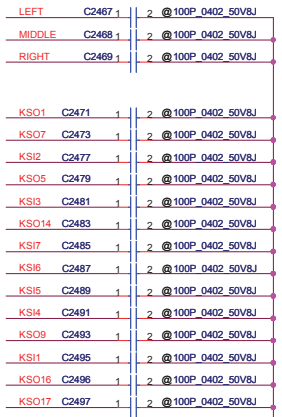 LEFT C2467 1 2 @100P_0402_50V8J
MIDDLE C2468 1 2 @100P_0402_50V8J
RIGHT C2469 1 2 @100P_0402_50V8J
KSO1 C2471 1 2 @100P_0402_50V8J
KSO7 C2473 1 2 @100P_0402_50V8J
KSI2 C2477 1 2 @100P_0402_50V8J
KSO5 C2479 1 2 @100P_0402_50V8J
KSI3 C2481 1 2 @100P_0402_50V8J
KSO14 C2483 1 2 @100P_0402_50V8J
KSI7 C2485 1 2 @100P_0402_50V8J
KSI6 C2487 1 2 @100P_0402_50V8J
KSI5 C2489 1 2 @100P_0402_50V8J
KSI4 C2491 1 2 @100P_0402_50V8J
KSO9 C2493 1 2 @100P_0402_50V8J
KSI1 C2495 1 2 @100P_0402_50V8J
KSO16 C2496 1 2 @100P_0402_50V8J
KSO17 C2497 1 2 @100P_0402_50V8J